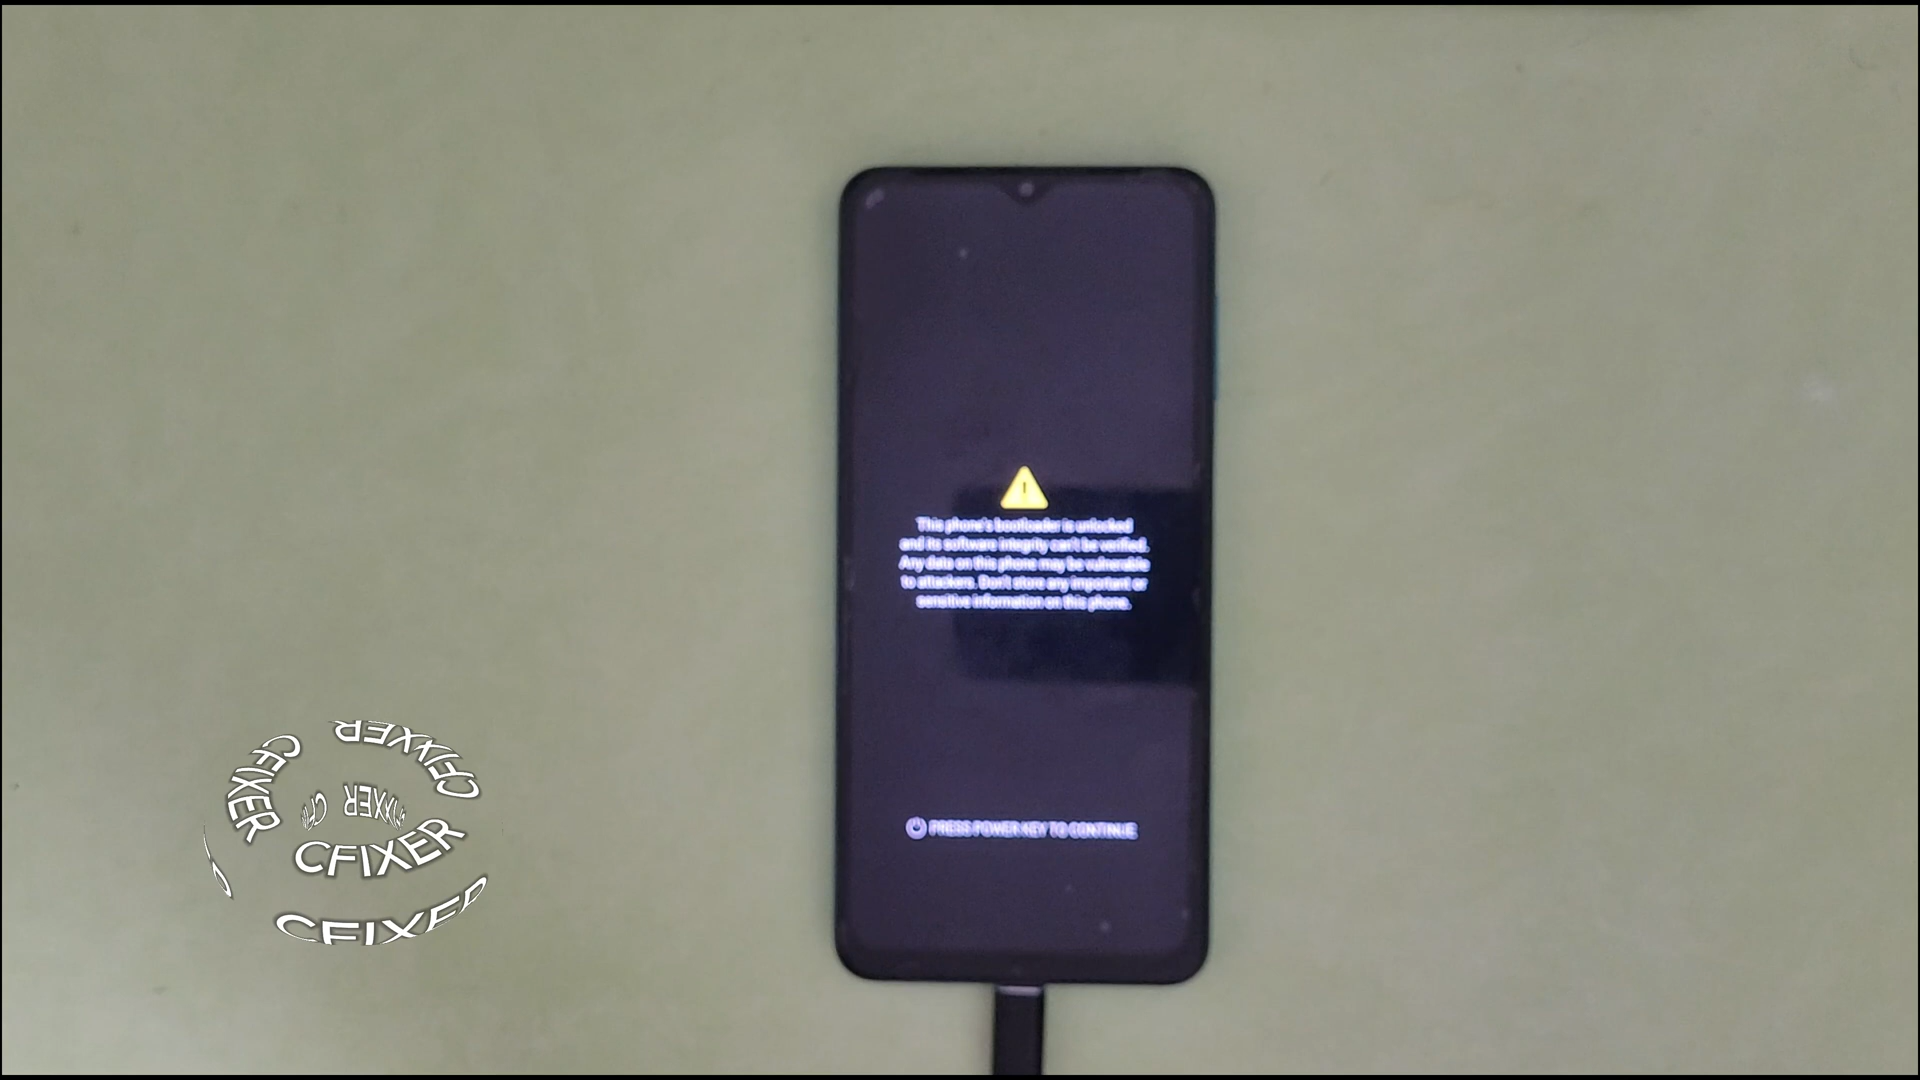 This phone's bootloader is unlocked
and its software integrity can't be verified.
Any data on this phone may be vulnerable
to attackers. Don't store any important or
sensitive information on this phone.
PRESS POWER KEY TO CONTINUE
CFIXER
CFIXER
CFIXER
CFIXER